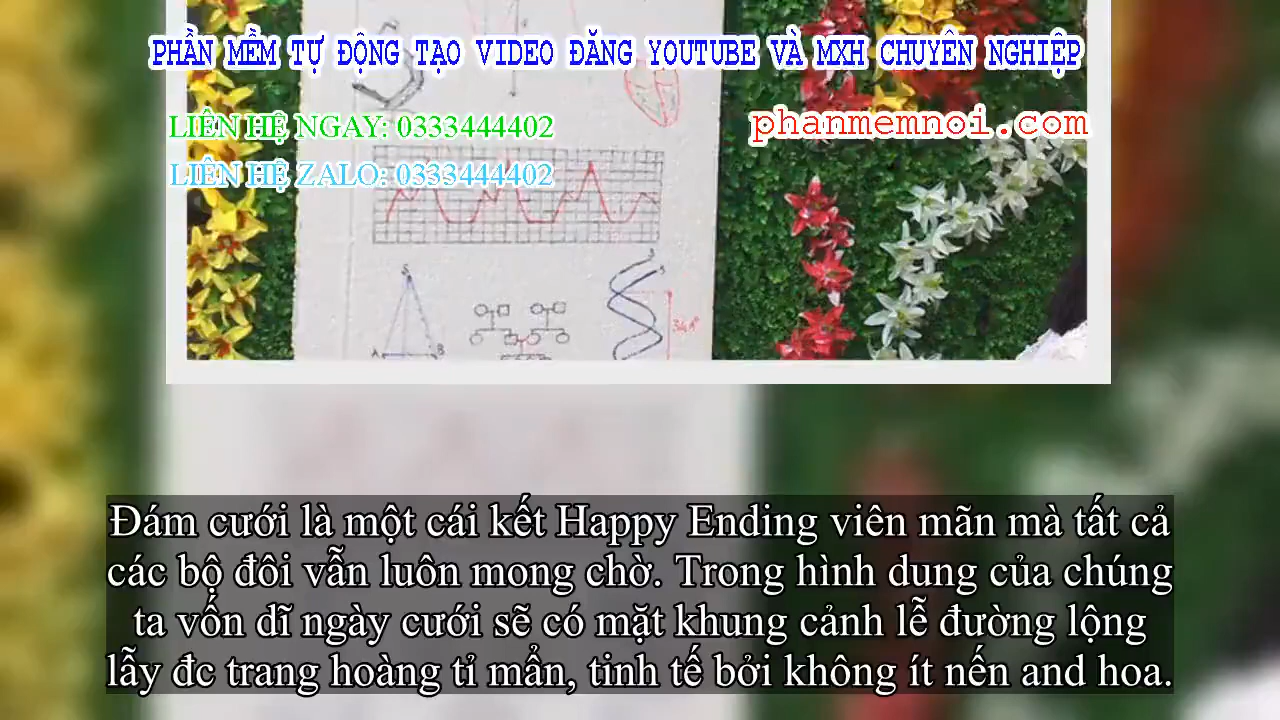 PHẦN MỀM TỰ ĐỘNG TẠO VIDEO ĐĂNG YOUTUBE VÀ MXH CHUYÊN NGHIỆP
LIÊN HỆ NGAY: 0333444402
phanmemnoi.com
LIÊN HỆ ZALO: 0333444402
S
A B
Đám cưới là một cái kết Happy Ending viên mãn mà tất cả
các bộ đôi vẫn luôn mong chờ. Trong hình dung của chúng
ta vốn dĩ ngày cưới sẽ có mặt khung cảnh lễ đường lộng
lẫy đc trang hoàng tỉ mẩn, tinh tế bởi không ít nến and hoa.